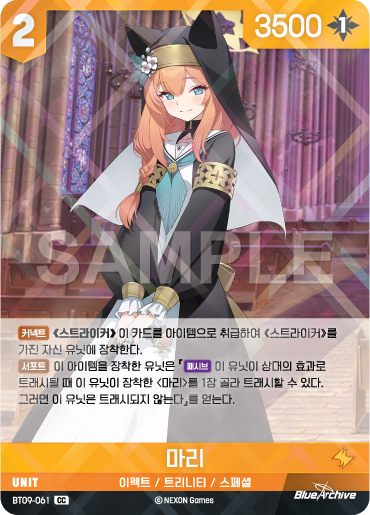 2
3500 1
SAMPLE
커넥트 《스트라이커》 이 카드를 아이템으로 취급하여 《스트라이커》를
가진 자신 유닛에 장착한다.
서포트 이 아이템을 장착한 유닛은 「패시브 이 유닛이 상대의 효과로
트래시될 때 이 유닛이 장착한 〈마리〉를 1장 골라 트래시할 수 있다.
그러면 이 유닛은 트래시되지 않는다」를 얻는다.
마리
UNIT
이펙트 / 트리니티 / 스페셜
BT09-061 CC
© NEXON Games
BlueArchive